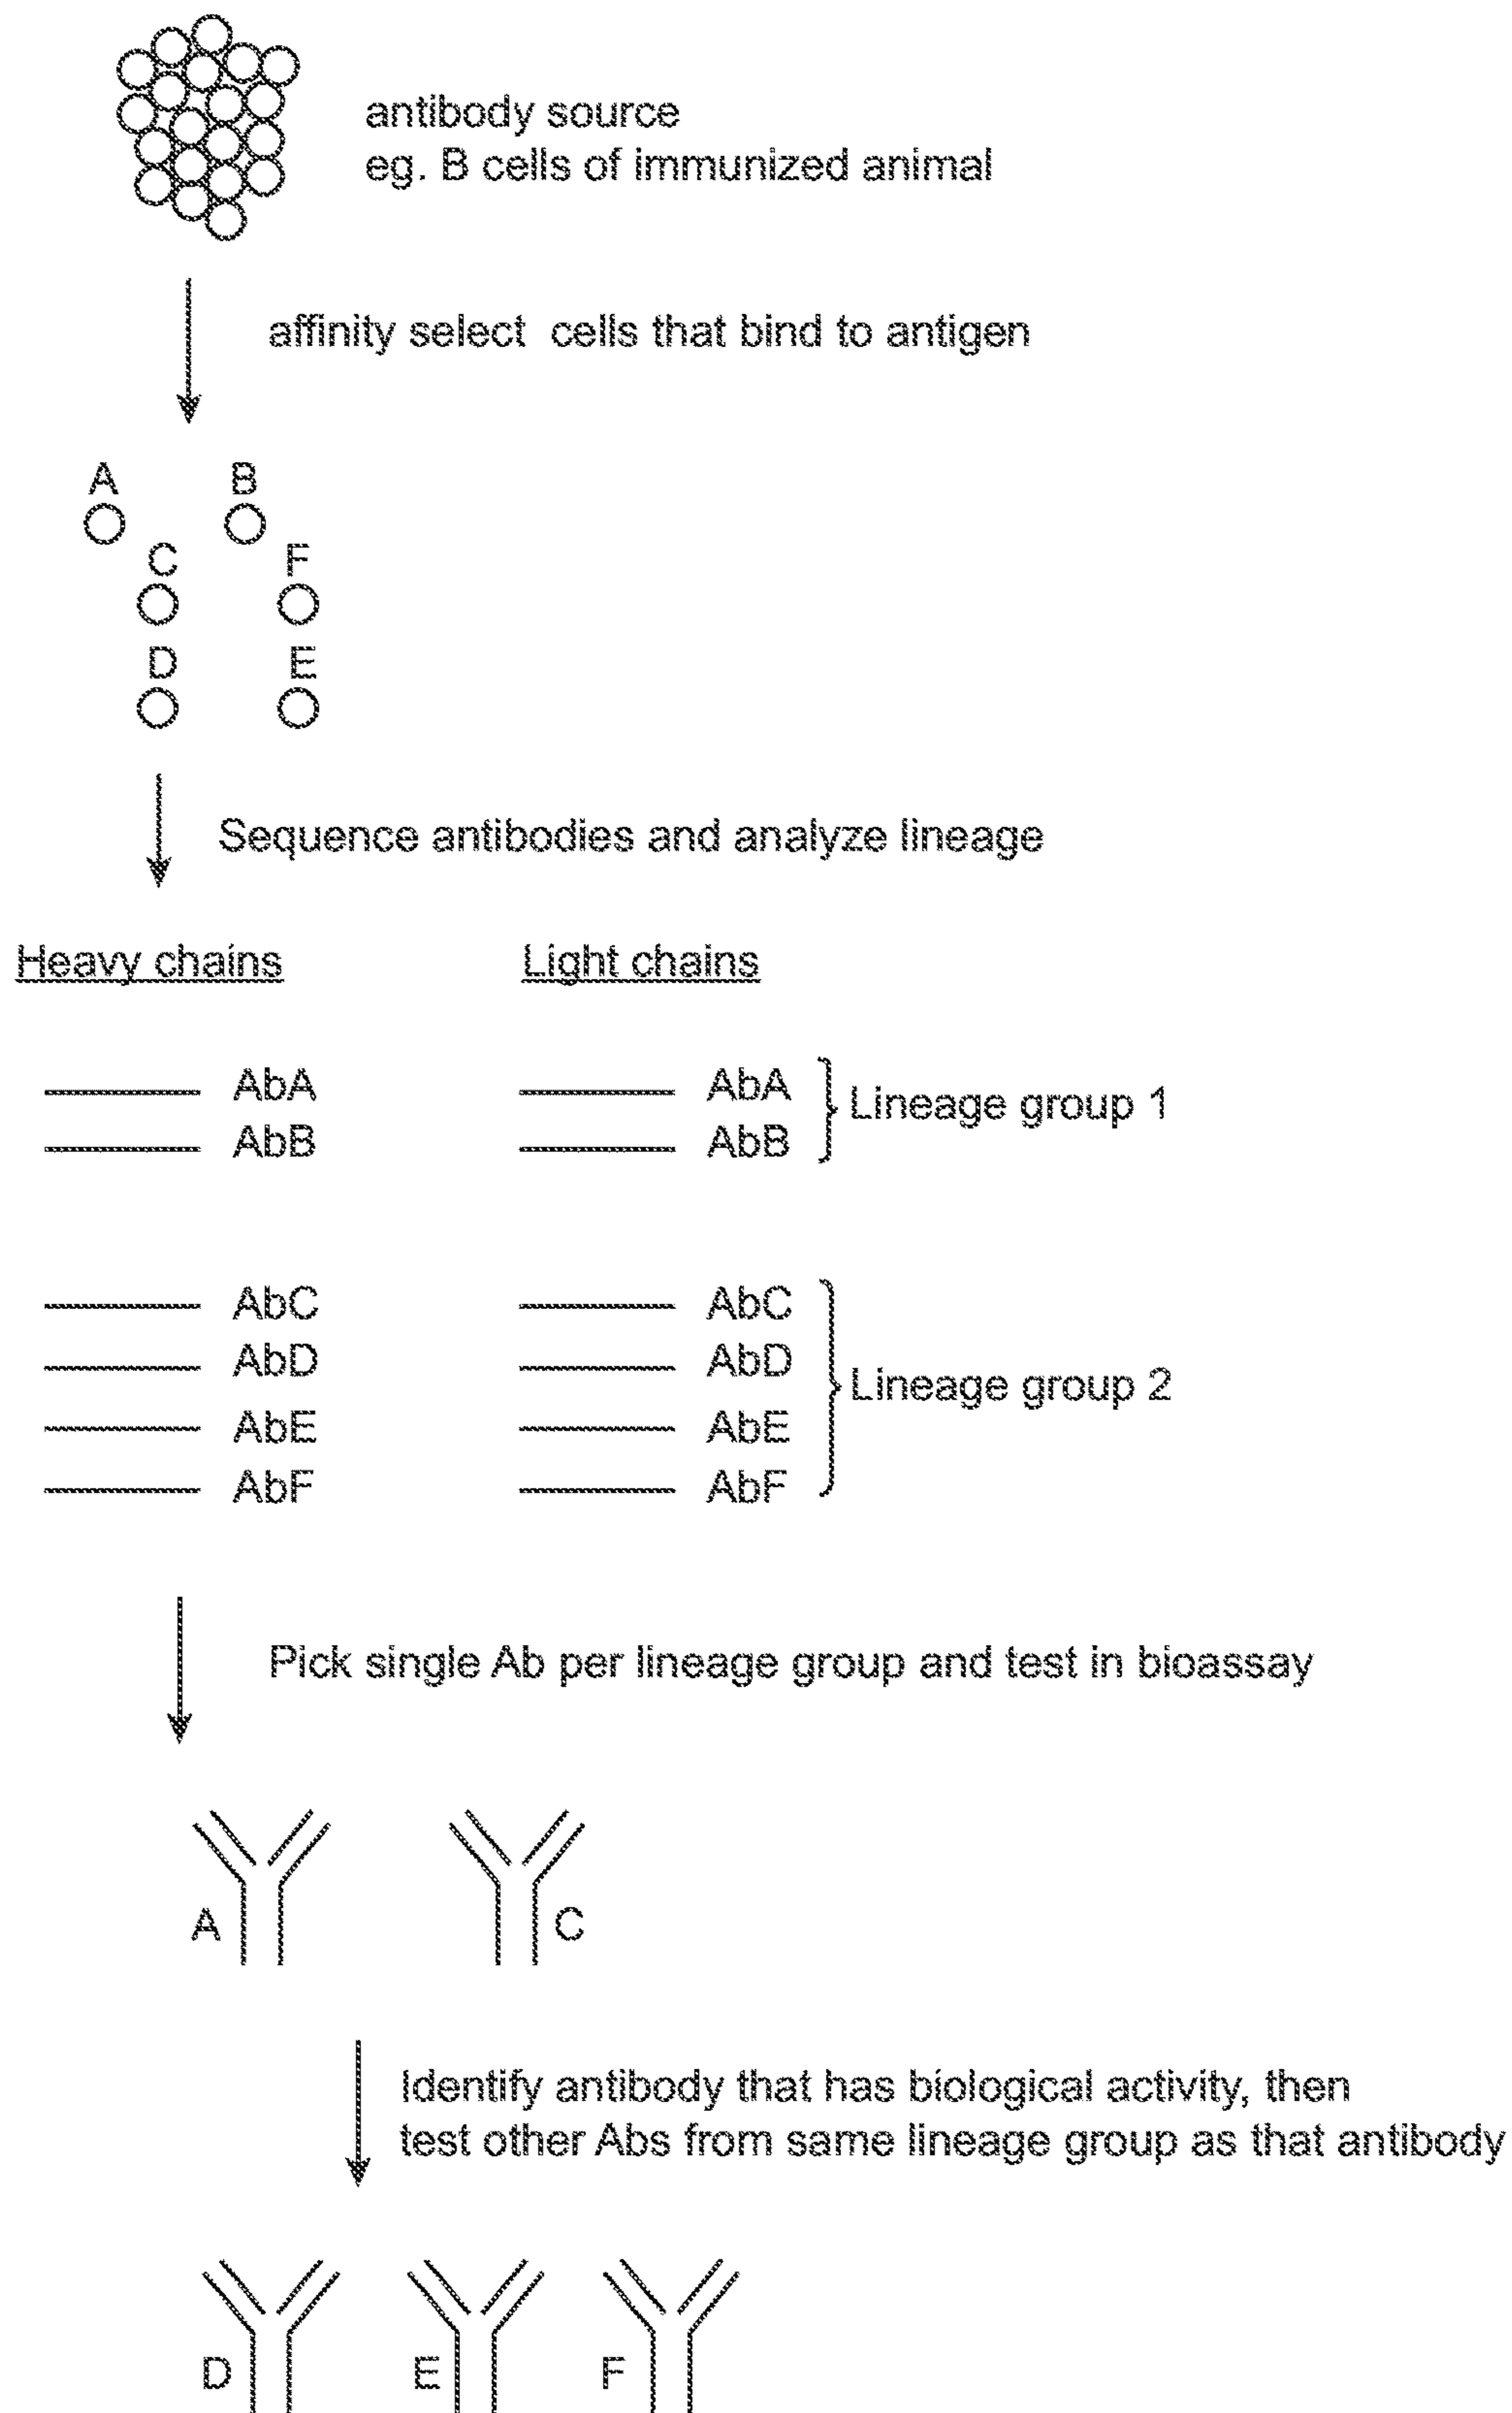 antibody source
eg. B cells of immunized animal
affinity select cells that bind to antigen
A B
C F
D E
Sequence antibodies and analyze lineage
Heavy chains Light chains
AbA AbA Lineage group 1
AbB AbB
AbC AbC
AbD AbD Lineage group 2
AbE AbE
AbF AbF
Pick single Ab per lineage group and test in bioassay
A C
Identify antibody that has biological activity, then
test other Abs from same lineage group as that antibody
D E F